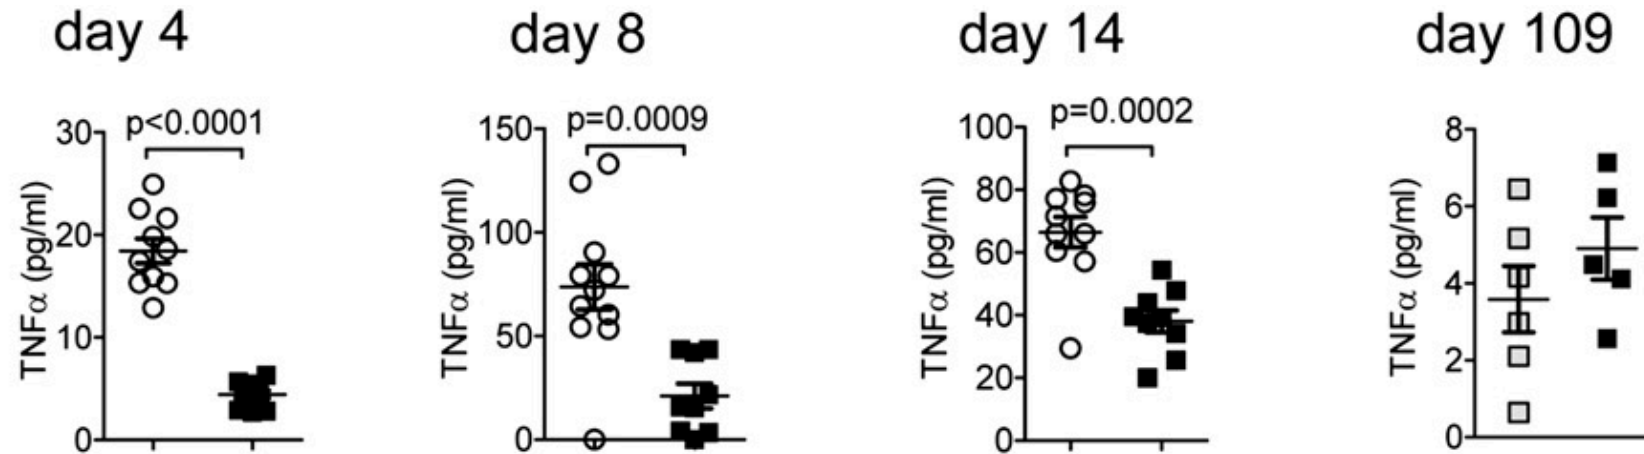 day 4
day 8
day 14
day 109
p<0.0001
p=0.0009
p=0.0002
TNFα (pg/ml)
30
20
10
0
TNFα (pg/ml)
150
100
50
0
TNFα (pg/ml)
100
80
60
40
20
0
TNFα (pg/ml)
8
6
4
2
0